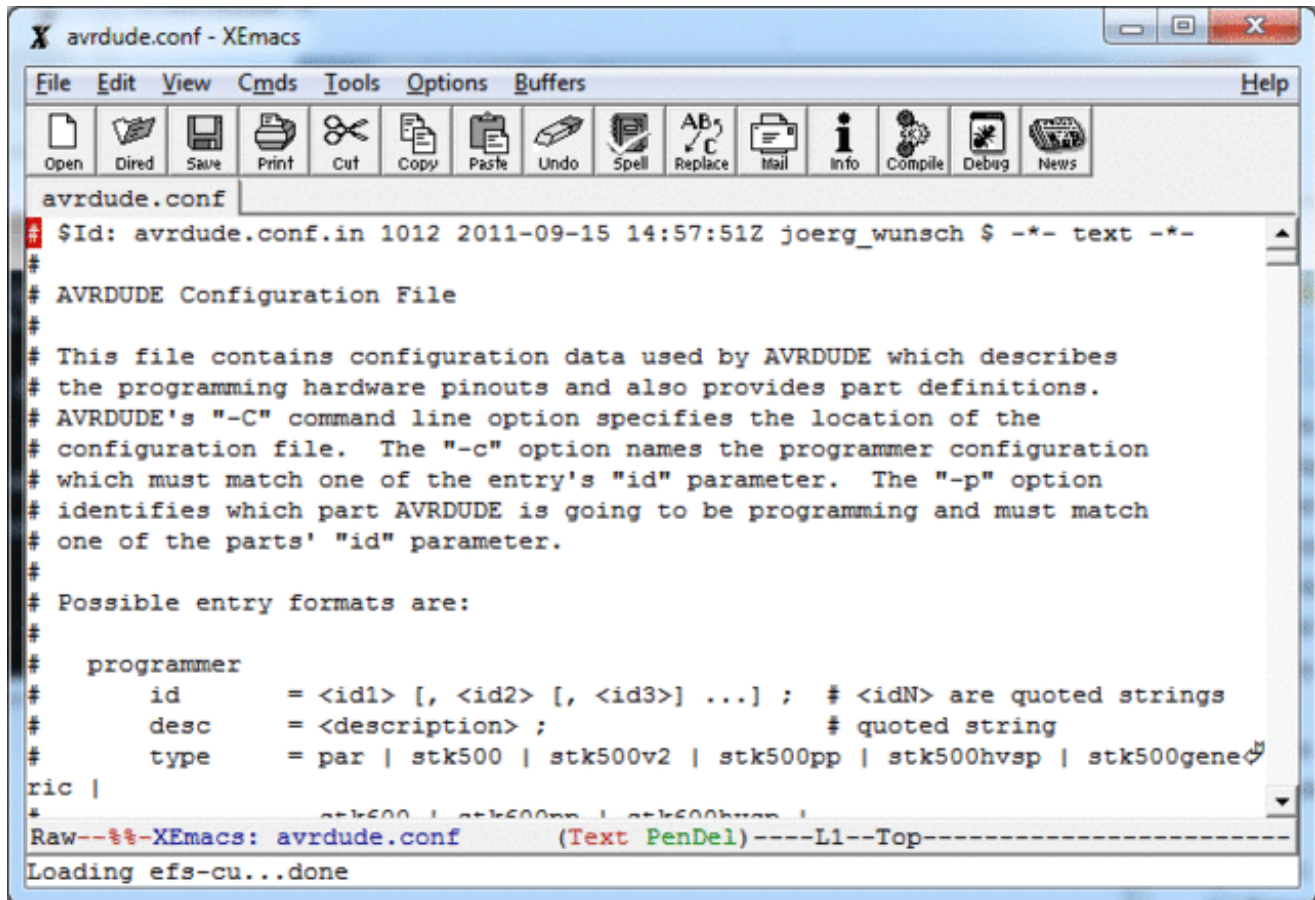 X avrdude.conf - XEmacs
File Edit View Cmds Tools Options Buffers Help
Open Dired Save Print Cut Copy Paste Undo Spell Replace Mail Info Compile Debug News
avrdude.conf
# $Id: avrdude.conf.in 1012 2011-09-15 14:57:51Z joerg_wunsch $ -*- text -*-
#
# AVRDUDE Configuration File
#
# This file contains configuration data used by AVRDUDE which describes
# the programming hardware pinouts and also provides part definitions.
# AVRDUDE's "-C" command line option specifies the location of the
# configuration file.  The "-c" option names the programmer configuration
# which must match one of the entry's "id" parameter.  The "-p" option
# identifies which part AVRDUDE is going to be programming and must match
# one of the parts' "id" parameter.
#
# Possible entry formats are:
#
#   programmer
#       id       = <id1> [, <id2> [, <id3>] ...] ;  # <idN> are quoted strings
#       desc     = <description> ;                  # quoted string
#       type     = par | stk500 | stk500v2 | stk500pp | stk500hvsp | stk500gene
ric |
#                  stk600 | stk600pp | stk600hvsp |
Raw--%%-XEmacs: avrdude.conf      (Text PenDel)----L1--Top-------------------------
Loading efs-cu...done